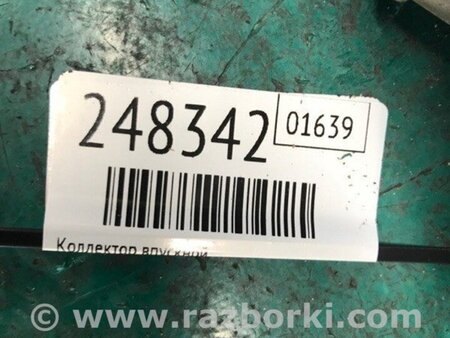 248342
01639
Коллектор впускной
www.razborki.com